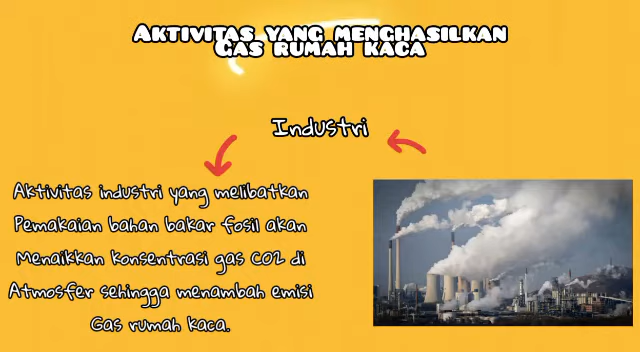 Aktivitas yang menghasilkan
Gas rumah kaca
Industri
Aktivitas industri yang melibatkan
Pemakaian bahan bakar fosil akan
Menaikkan konsentrasi gas CO2 di
Atmosfer sehingga menambah emisi
Gas rumah kaca.